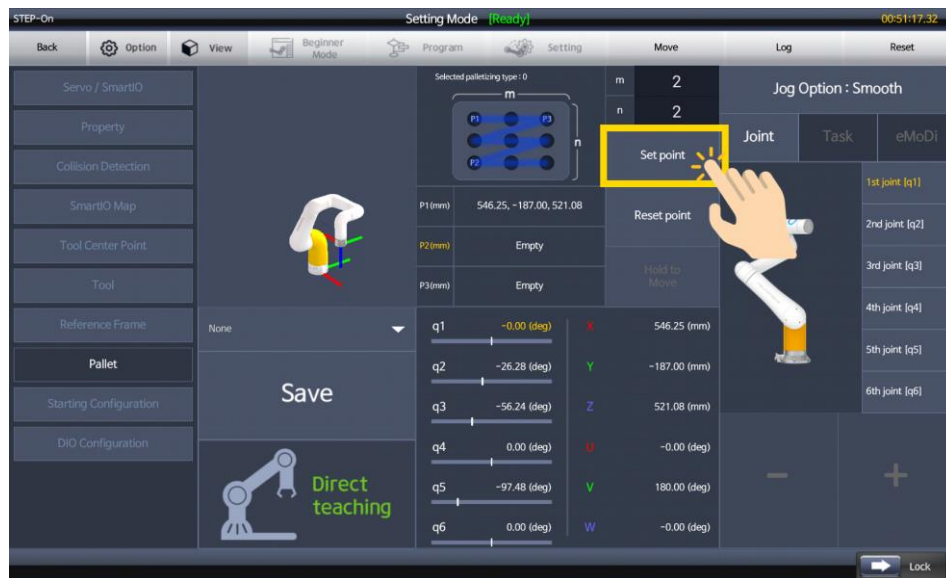 STEP-On
Setting Mode [Ready]
00:51:17.32
Back
Option
View
Beginner
Mode
Program
Setting
Move
Log
Reset
Servo / SmartIO
Property
Collision Detection
SmartIO Map
Tool Center Point
Tool
Reference Frame
Pallet
Starting Configuration
DIO Configuration
None
Save
Direct
teaching
Selected palletizing type : 0
m
P1
P3
n
P2
m 2
n 2
Set point
Reset point
Hold to
Move
P1(mm) 546.25, -187.00, 521.08
P2(mm) Empty
P3(mm) Empty
q1 -0.00 (deg) X 546.25 (mm)
q2 -26.28 (deg) Y -187.00 (mm)
q3 -56.24 (deg) Z 521.08 (mm)
q4 0.00 (deg) U -0.00 (deg)
q5 -97.48 (deg) V 180.00 (deg)
q6 0.00 (deg) W -0.00 (deg)
Jog Option : Smooth
Joint
Task
eMoDi
1st joint [q1]
2nd joint [q2]
3rd joint [q3]
4th joint [q4]
5th joint [q5]
6th joint [q6]
-
+
Lock